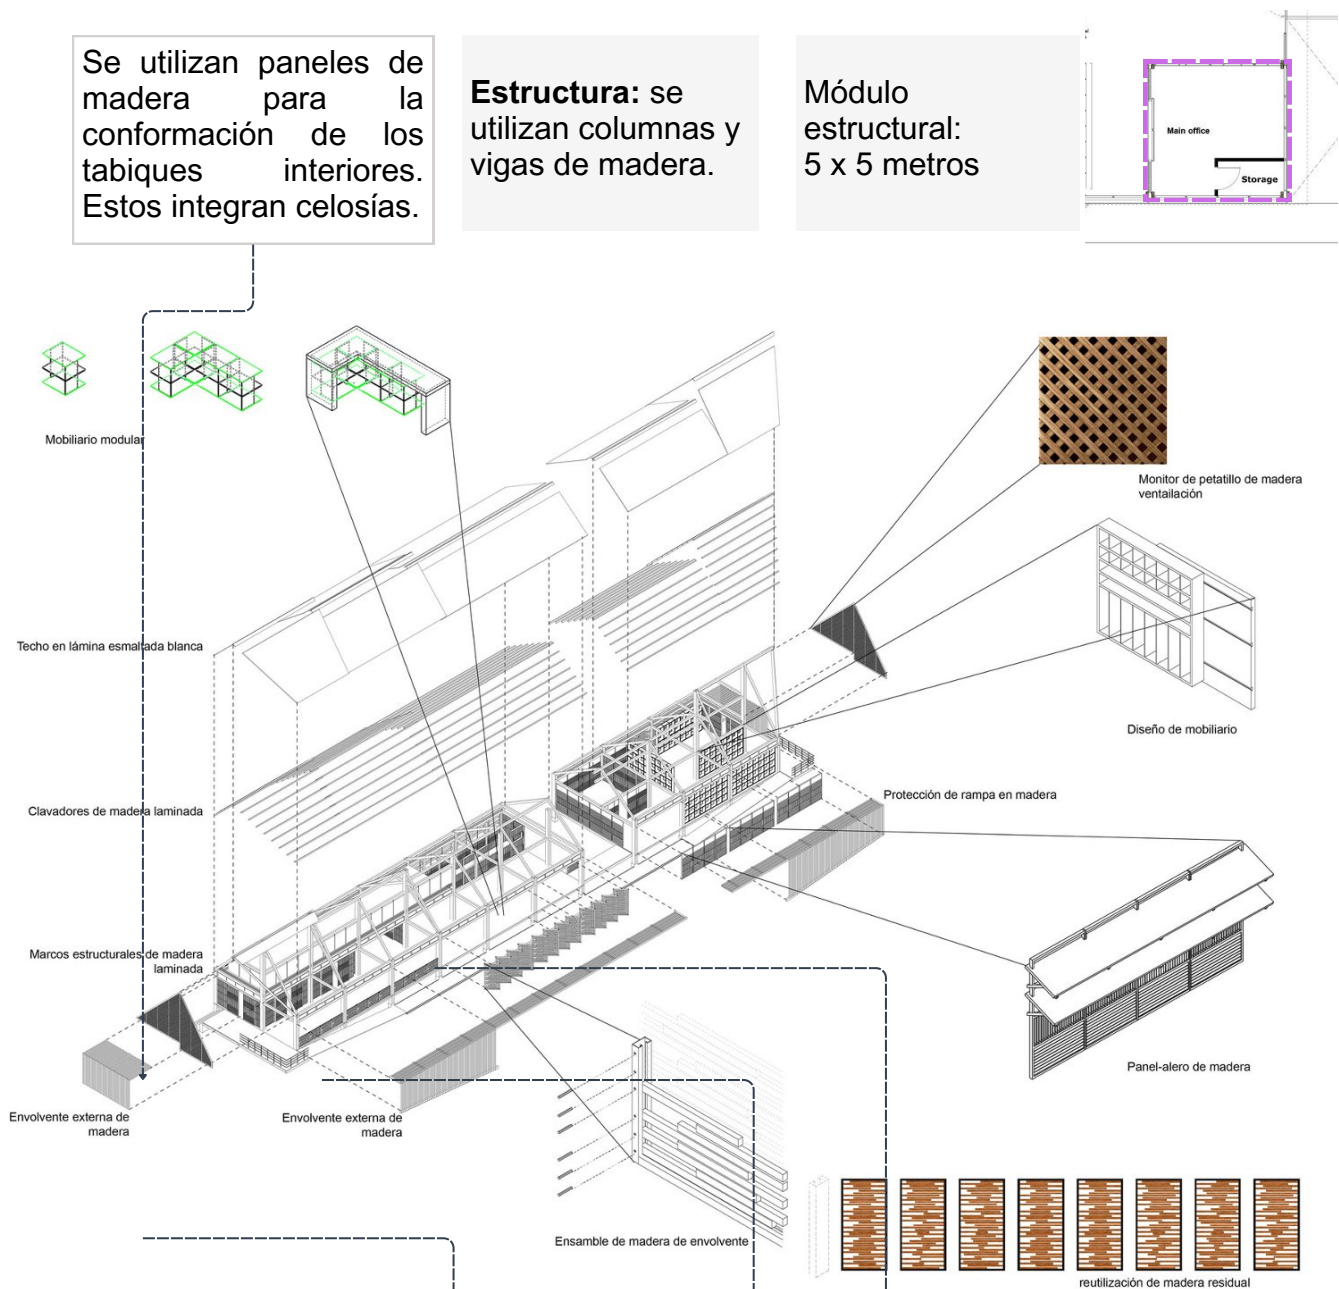 Se utilizan paneles de
madera para la
conformación de los
tabiques interiores.
Estos integran celosías.
Estructura: se
utilizan columnas y
vigas de madera.
Módulo
estructural:
5 x 5 metros
Main office
Storage
Mobiliario modular
Monitor de petatillo de madera
ventailación
Techo en lámina esmaltada blanca
Diseño de mobiliario
Clavadores de madera laminada
Protección de rampa en madera
Marcos estructurales de madera
laminada
Panel-alero de madera
Envolvente externa de
madera
Envolvente externa de
madera
Ensamble de madera de envolvente
reutilización de madera residual